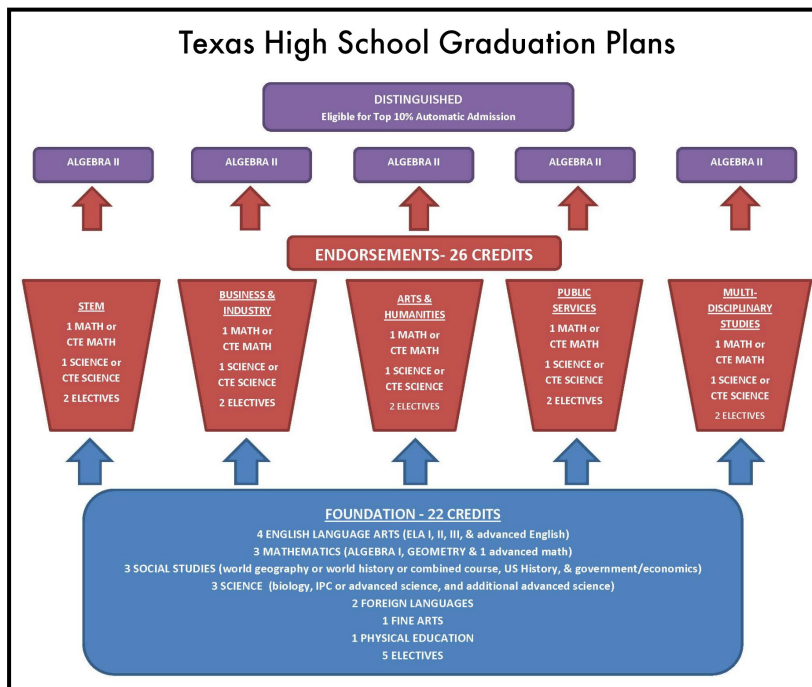 Texas High School Graduation Plans
DISTINGUISHED
Eligible for Top 10% Automatic Admission
ALGEBRA II
ALGEBRA II
ALGEBRA II
ALGEBRA II
ALGEBRA II
ENDORSEMENTS- 26 CREDITS
STEM
1 MATH or
CTE MATH
1 SCIENCE or
CTE SCIENCE
2 ELECTIVES
BUSINESS &
INDUSTRY
1 MATH or
CTE MATH
1 SCIENCE or
CTE SCIENCE
2 ELECTIVES
ARTS &
HUMANITIES
1 MATH or
CTE MATH
1 SCIENCE or
CTE SCIENCE
2 ELECTIVES
PUBLIC
SERVICES
1 MATH or
CTE MATH
1 SCIENCE or
CTE SCIENCE
2 ELECTIVES
MULTI-
DISCIPLINARY
STUDIES
1 MATH or
CTE MATH
1 SCIENCE or
CTE SCIENCE
2 ELECTIVES
FOUNDATION - 22 CREDITS
4 ENGLISH LANGUAGE ARTS (ELA I, II, III, & advanced English)
3 MATHEMATICS (ALGEBRA I, GEOMETRY & 1 advanced math)
3 SOCIAL STUDIES (world geography or world history or combined course, US History, & government/economics)
3 SCIENCE (biology, IPC or advanced science, and additional advanced science)
2 FOREIGN LANGUAGES
1 FINE ARTS
1 PHYSICAL EDUCATION
5 ELECTIVES